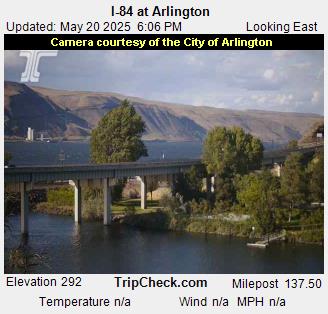 I-84 at Arlington
Updated: May 20 2025 6:06 PM Looking East
Camera courtesy of the City of Arlington
Elevation 292 TripCheck.com Milepost 137.50
Temperature n/a Wind n/a MPH n/a